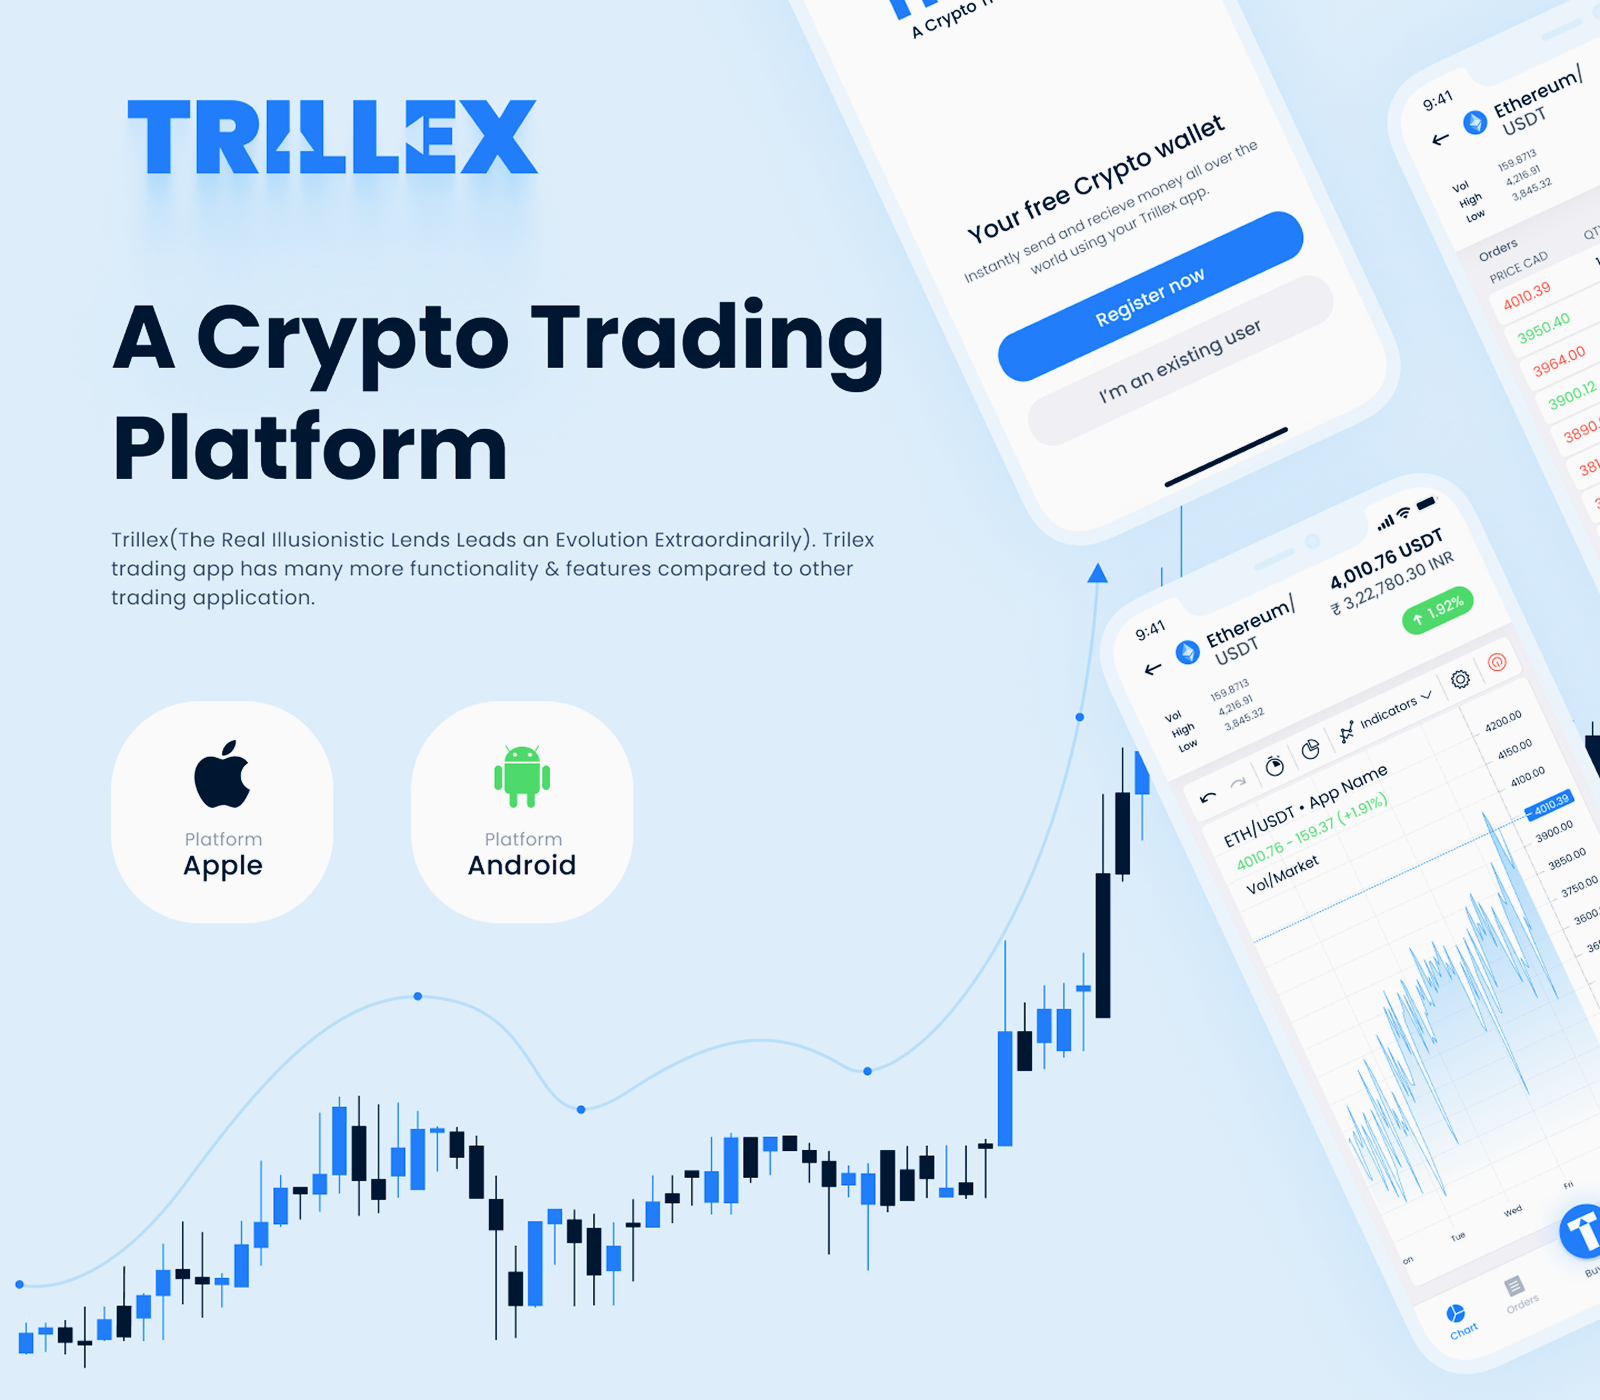 TRILLEX
A Crypto Trading
Platform
Trillex(The Real Illusionistic Lends Leads an Evolution Extraordinarily). Trilex
trading app has many more functionality & features compared to other
trading application.
Platform
Apple
Platform
Android
A Crypto
Your free Crypto wallet
Instantly send and recieve money all over the
world using your Trillex app.
Register now
I'm an existing user
9:41
Ethereum/
USDT
Vol 159.8713
High 4,216.91
Low 3,845.32
Orders
PRICE CAD
4010.39
3950.40
3964.00
3900.12
9:41
Ethereum/
USDT
4,010.76 USDT
₹ 3,22,780.30 INR
1.92%
Vol 159.8713
High 4,216.91
Low 3,845.32
Indicators
ETH/USDT • App Name
4010.76 - 159.37 (+1.91%)
Vol/Market
4200.00
4150.00
4100.00
4010.39
3900.00
3850.00
3750.00
Tue
Wed
Fri
Chart
Orders